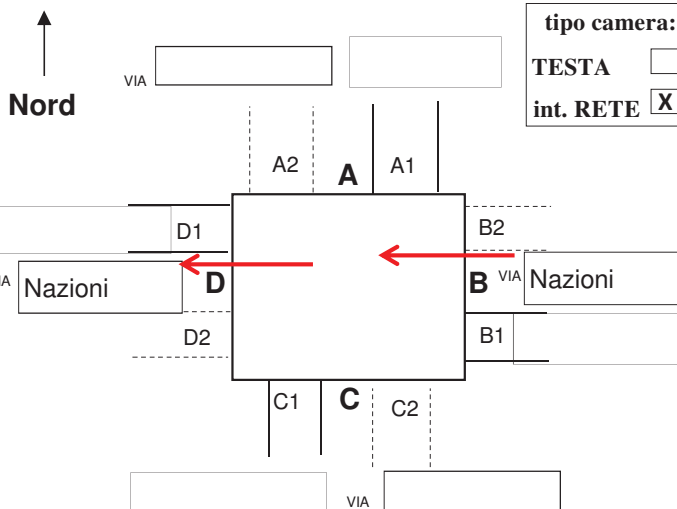 tipo camera:
VIA
TESTA
Nord
int. RETE X
A2 A A1
D1 B2
VIA Nazioni D B VIA Nazioni
D2 B1
C1 C C2
VIA